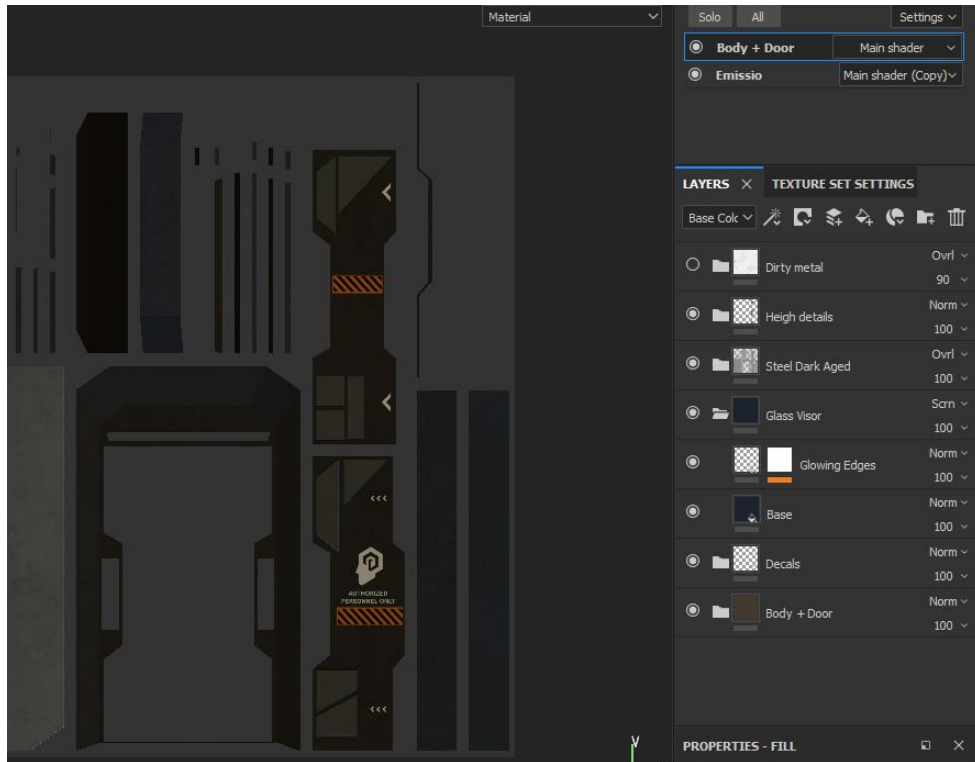 Material
Solo All Settings
Body + Door Main shader
Emissio Main shader (Copy)
LAYERS TEXTURE SET SETTINGS
Base Colc
Dirty metal Ovrl
90
Heigh details Norm
100
Steel Dark Aged Ovrl
100
Glass Visor Scrn
100
Glowing Edges Norm
100
Base Norm
100
Decals Norm
100
Body + Door Norm
100
AUTHORIZED
PERSONNEL ONLY
V
PROPERTIES - FILL